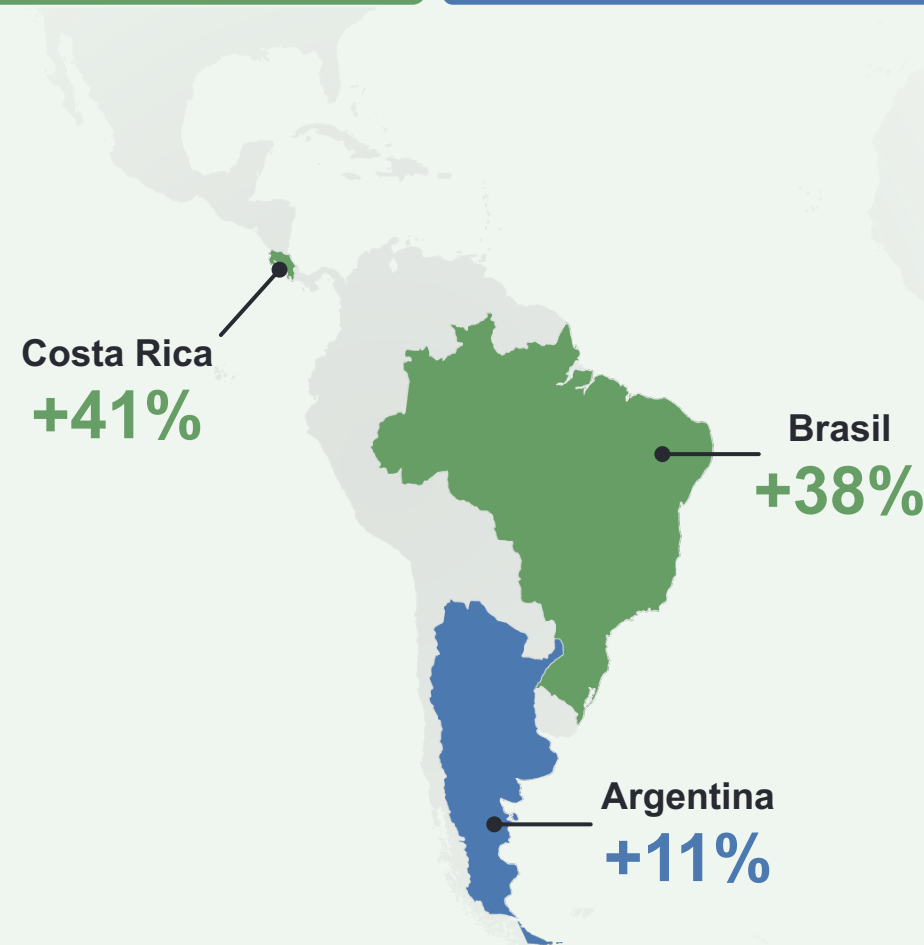 Costa Rica
+41%
Brasil
+38%
Argentina
+11%